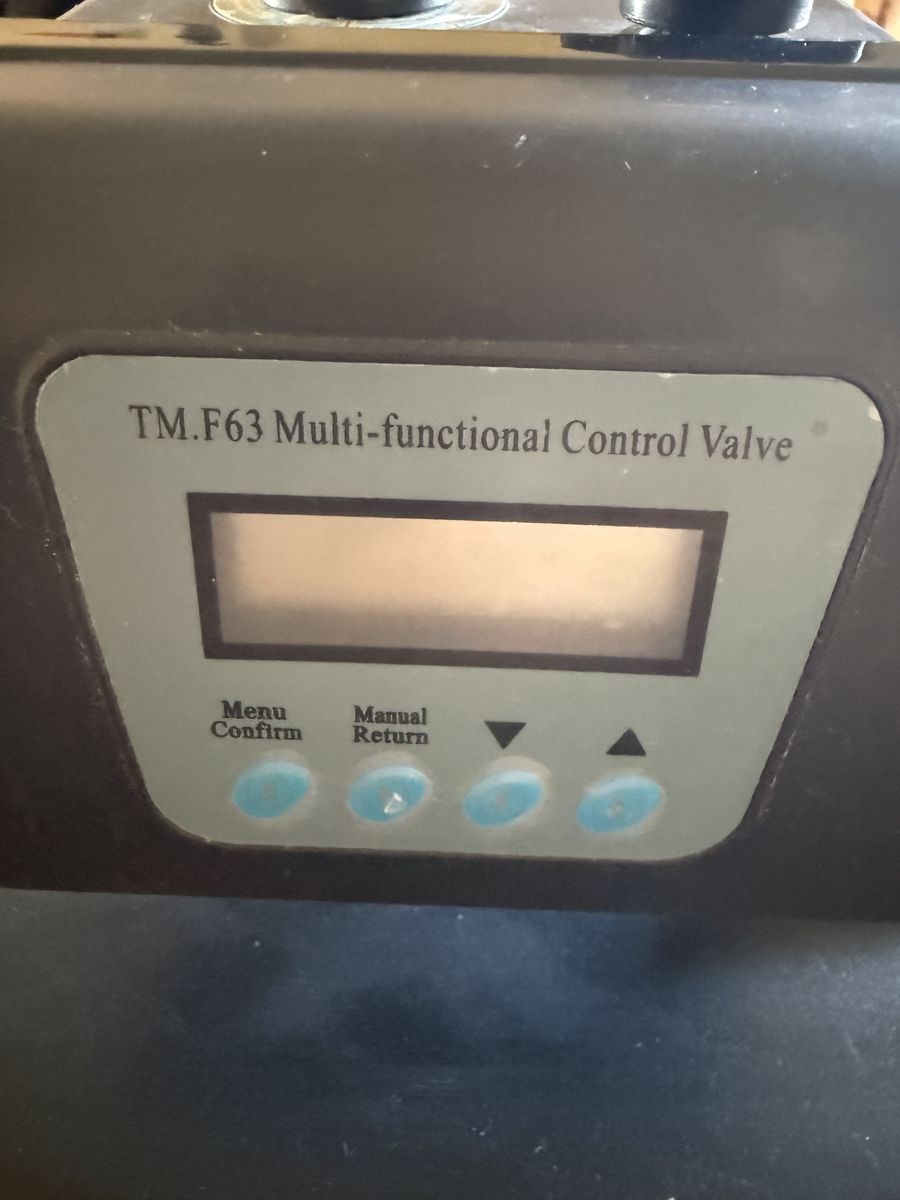 TM.F63 Multi-functional Control Valve
Menu
Confirm
Manual
Return
▼
▲